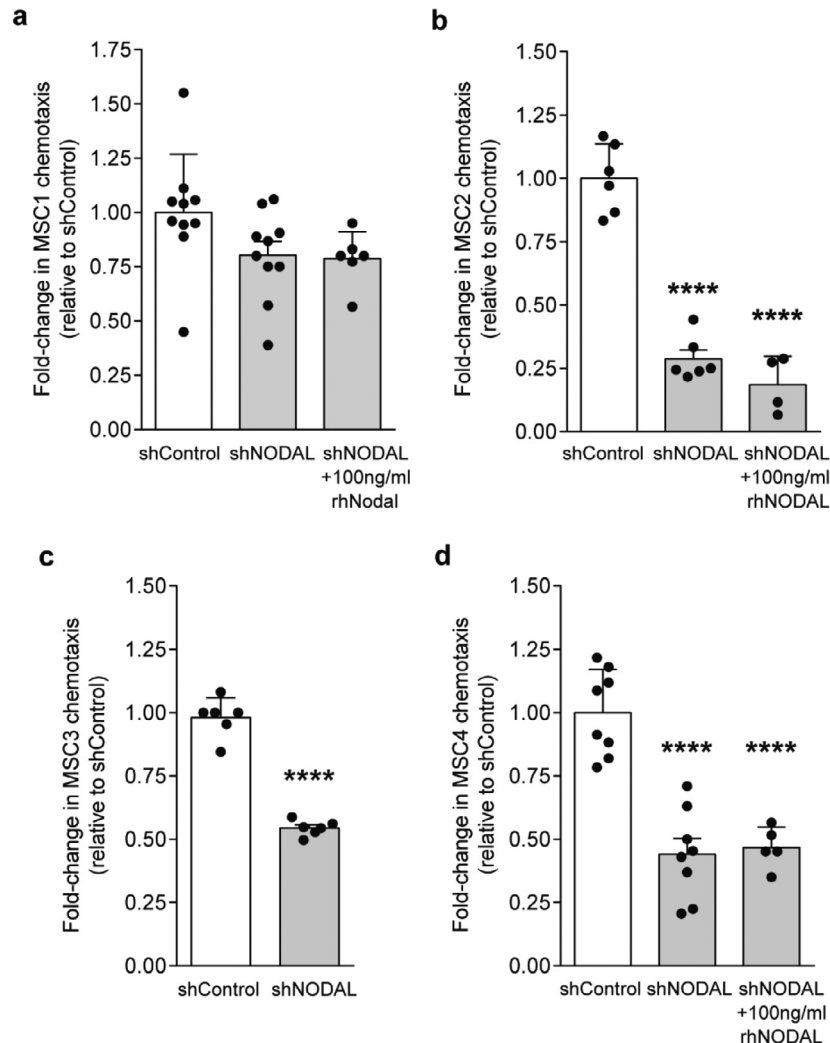 a
Fold-change in MSC1 chemotaxis
(relative to shControl)
1.75
1.50
1.25
1.00
0.75
0.50
0.25
0.00
shControl
shNODAL
shNODAL
+100ng/ml
rhNodal
b
Fold-change in MSC2 chemotaxis
(relative to shControl)
1.50
1.25
1.00
0.75
0.50
0.25
0.00
****
****
shControl
shNODAL
shNODAL
+100ng/ml
rhNODAL
c
Fold-change in MSC3 chemotaxis
(relative to shControl)
1.50
1.25
1.00
0.75
0.50
0.25
0.00
****
shControl
shNODAL
d
Fold-change in MSC4 chemotaxis
(relative to shControl)
1.50
1.25
1.00
0.75
0.50
0.25
0.00
****
****
shControl
shNODAL
shNODAL
+100ng/ml
rhNODAL